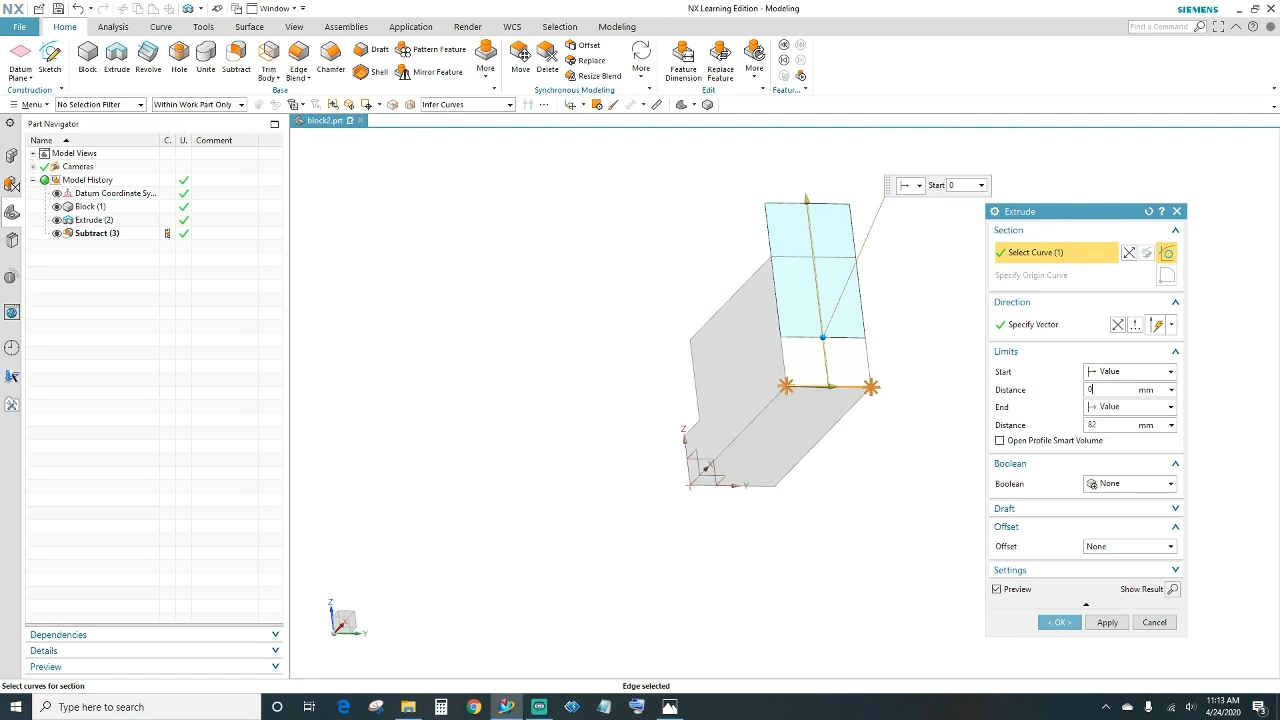 NX
Window
NX Learning Edition - Modeling
SIEMENS
File
Home
Analysis
Curve
Tools
Surface
View
Assemblies
Application
Render
WCS
Selection
Modeling
Find a Command
Datum Plane
Sketch
Block
Extrude
Revolve
Hole
Unite
Subtract
Trim Body
Edge Blend
Chamfer
Draft
Shell
Pattern Feature
Mirror Feature
More
Move
Delete
Offset
Replace
Resize Blend
More
Feature Dimension
Replace Feature
More
Construction
Base
Synchronous Modeling
Edit
Featur...
Menu
No Selection Filter
Within Work Part Only
Infer Curves
Part Navigator
block2.prt
Name
C.
U.
Comment
Model Views
Cameras
Model History
Datum Coordinate Sy...
Block (1)
Extrude (2)
Subtract (3)
Start 0
Extrude
Section
Select Curve (1)
Specify Origin Curve
Direction
Specify Vector
Limits
Start
Value
Distance
0
mm
End
Value
Distance
82
mm
Open Profile Smart Volume
Boolean
Boolean
None
Draft
Offset
Offset
None
Settings
Preview
Show Result
< OK >
Apply
Cancel
Z
Y
Z
X
Y
Dependencies
Details
Preview
Select curves for section
Edge selected
Type here to search
11:13 AM
4/24/2020